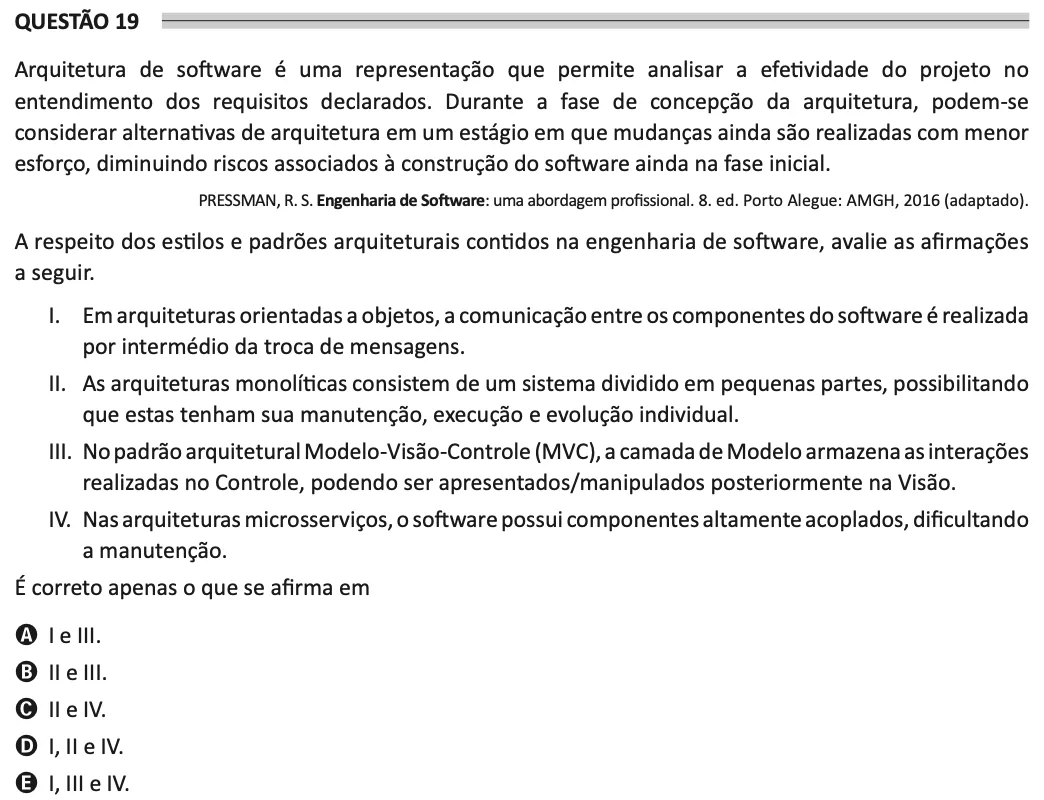 QUESTÃO 19
Arquitetura de software é uma representação que permite analisar a efetividade do projeto no
entendimento dos requisitos declarados. Durante a fase de concepção da arquitetura, podem-se
considerar alternativas de arquitetura em um estágio em que mudanças ainda são realizadas com menor
esforço, diminuindo riscos associados à construção do software ainda na fase inicial.
PRESSMAN, R. S. Engenharia de Software: uma abordagem profissional. 8. ed. Porto Alegue: AMGH, 2016 (adaptado).
A respeito dos estilos e padrões arquiteturais contidos na engenharia de software, avalie as afirmações
a seguir.
I. Em arquiteturas orientadas a objetos, a comunicação entre os componentes do software é realizada
por intermédio da troca de mensagens.
II. As arquiteturas monolíticas consistem de um sistema dividido em pequenas partes, possibilitando
que estas tenham sua manutenção, execução e evolução individual.
III. No padrão arquitetural Modelo-Visão-Controle (MVC), a camada de Modelo armazena as interações
realizadas no Controle, podendo ser apresentados/manipulados posteriormente na Visão.
IV. Nas arquiteturas microsserviços, o software possui componentes altamente acoplados, dificultando
a manutenção.
É correto apenas o que se afirma em
A I e III.
B II e III.
C II e IV.
D I, II e IV.
E I, III e IV.